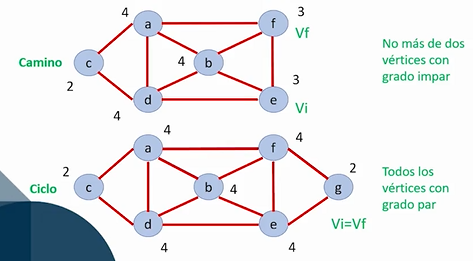 4 3
a f Vf
Camino c 4 b
2 3
4 d e Vi
No más de dos
vértices con
grado impar
4 4
a f
2 2
Ciclo c b 4 g
d e Vi=Vf
4 4
Todos los
vértices con
grado par